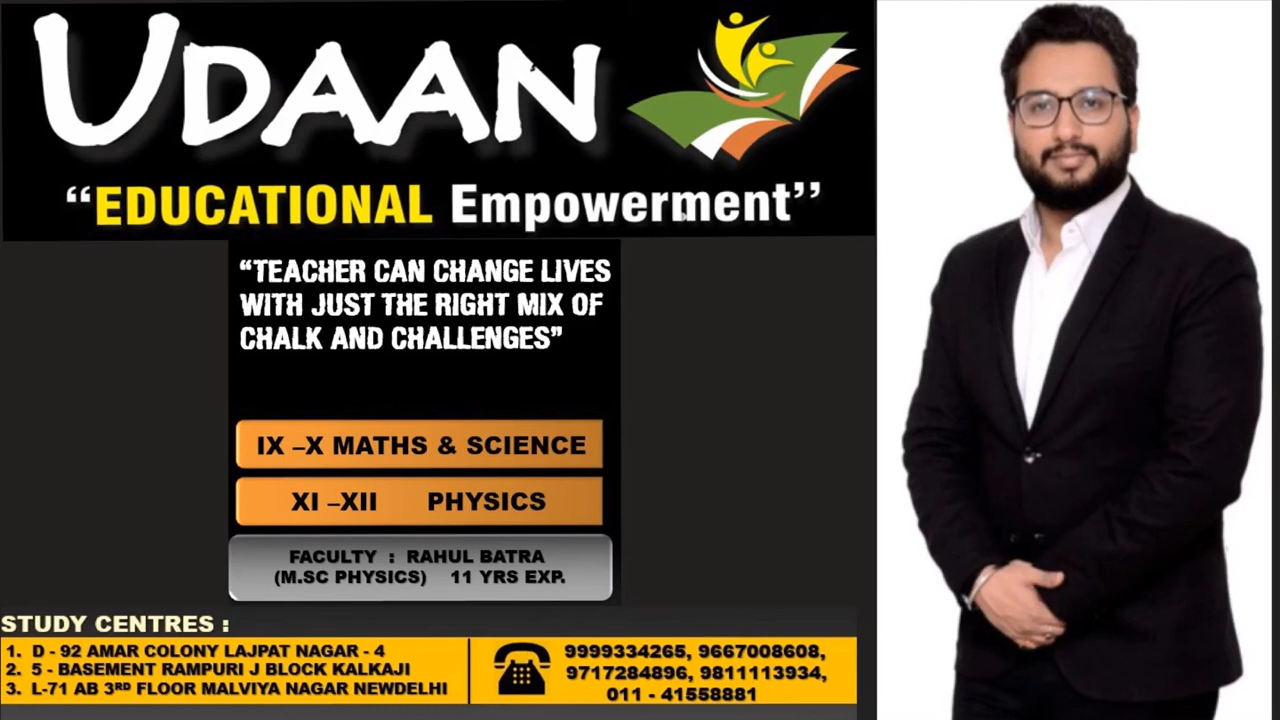 UDAAN
“EDUCATIONAL Empowerment”
“TEACHER CAN CHANGE LIVES
WITH JUST THE RIGHT MIX OF
CHALK AND CHALLENGES”
IX –X MATHS & SCIENCE
XI –XII PHYSICS
FACULTY : RAHUL BATRA
(M.SC PHYSICS) 11 YRS EXP.
STUDY CENTRES :
1. D - 92 AMAR COLONY LAJPAT NAGAR - 4
2. 5 - BASEMENT RAMPURI J BLOCK KALKAJI
3. L-71 AB 3RD FLOOR MALVIYA NAGAR NEWDELHI
9999334265, 9667008608,
9717284896, 9811113934,
011 - 41558881